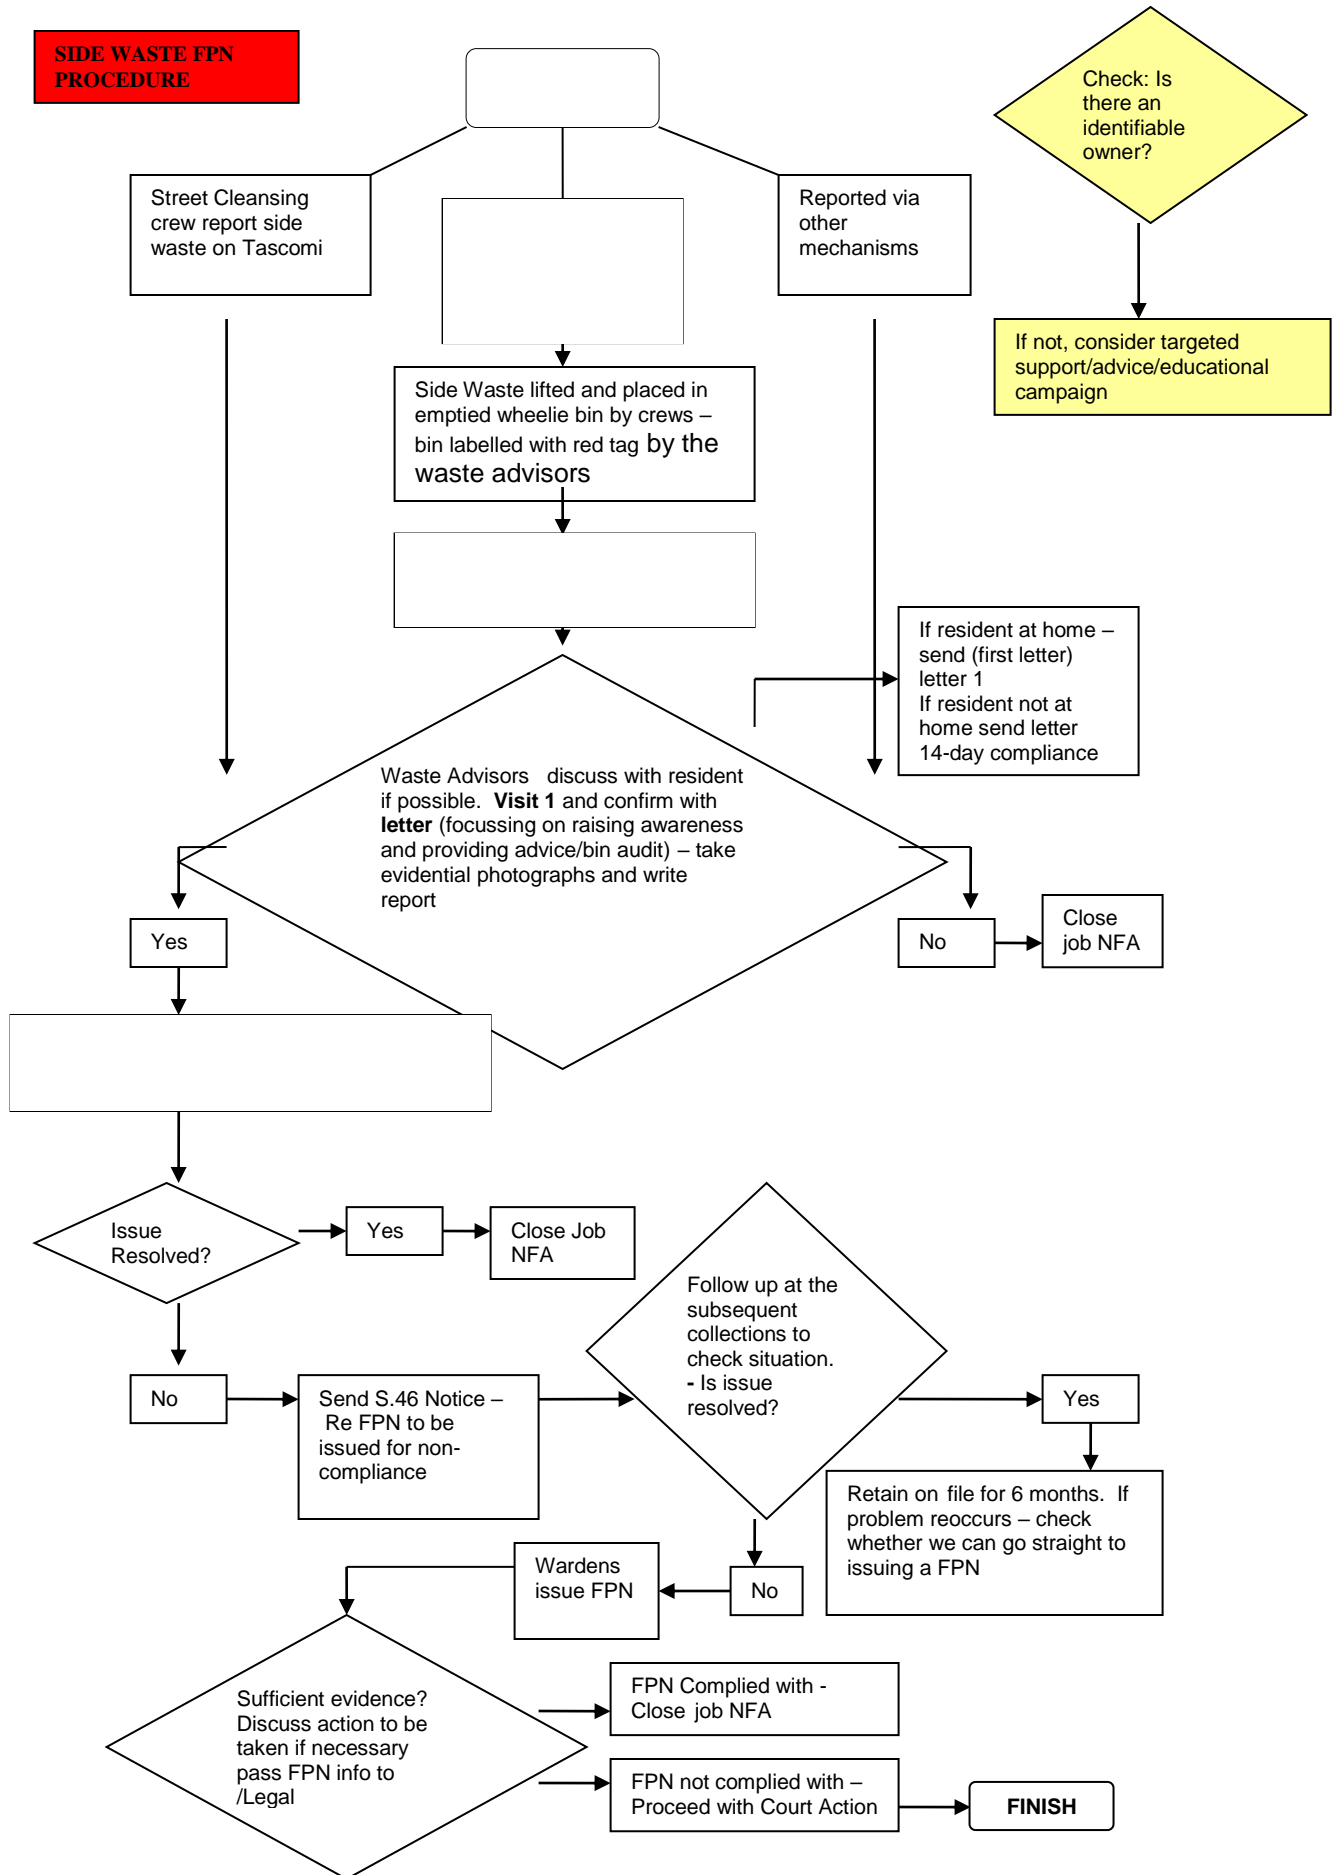 SIDE WASTE FPN
PROCEDURE
Check: Is
there an
identifiable
owner?
Street Cleansing
crew report side
waste on Tascomi
Reported via
other
mechanisms
If not, consider targeted
support/advice/educational
campaign
Side Waste lifted and placed in
emptied wheelie bin by crews –
bin labelled with red tag by the
waste advisors
If resident at home –
send (first letter)
letter 1
If resident not at
home send letter
14-day compliance
Waste Advisors discuss with resident
if possible. Visit 1 and confirm with
letter (focussing on raising awareness
and providing advice/bin audit) – take
evidential photographs and write
report
Yes
No
Close
job NFA
Issue
Resolved?
Yes
Close Job
NFA
Follow up at the
subsequent
collections to
check situation.
- Is issue
resolved?
No
Send S.46 Notice –
Re FPN to be
issued for non-
compliance
Yes
Retain on file for 6 months. If
problem reoccurs – check
whether we can go straight to
issuing a FPN
Wardens
issue FPN
No
Sufficient evidence?
Discuss action to be
taken if necessary
pass FPN info to
/Legal
FPN Complied with -
Close job NFA
FPN not complied with –
Proceed with Court Action
FINISH